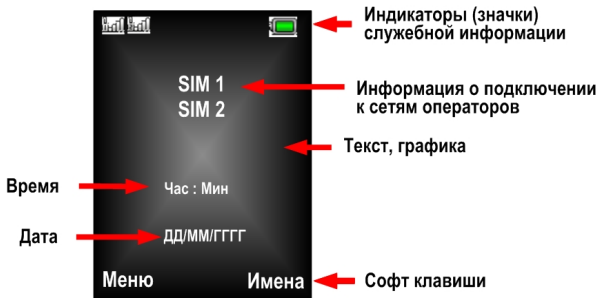 Индикаторы (значки)
служебной информации
SIM 1
SIM 2
Информация о подключении
к сетям операторов
Текст, графика
Время
Час : Мин
Дата
ДД/ММ/ГГГГ
Меню
Имена
Софт клавиши